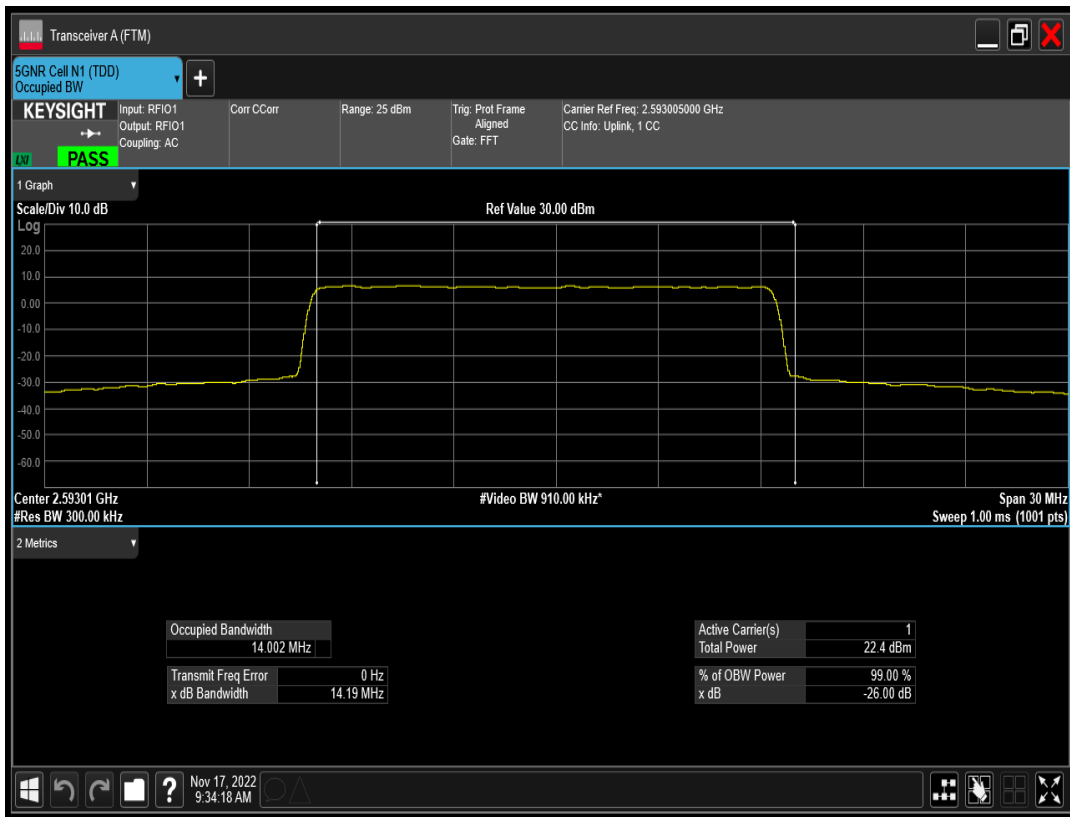 Transceiver A (FTM)
5GNR Cell N1 (TDD)
Occupied BW
+
KEYSIGHT
LXI
PASS
Input: RFIO1
Output: RFIO1
Coupling: AC
Corr CCorr
Range: 25 dBm
Trig: Prot Frame
Aligned
Gate: FFT
Carrier Ref Freq: 2.593005000 GHz
CC Info: Uplink, 1 CC
1 Graph
Scale/Div 10.0 dB
Ref Value 30.00 dBm
Log
20.0
10.0
0.00
-10.0
-20.0
-30.0
-40.0
-50.0
-60.0
Center 2.59301 GHz
#Video BW 910.00 kHz*
Span 30 MHz
#Res BW 300.00 kHz
Sweep 1.00 ms (1001 pts)
2 Metrics
Occupied Bandwidth
14.002 MHz
Transmit Freq Error 0 Hz
x dB Bandwidth 14.19 MHz
Active Carrier(s) 1
Total Power 22.4 dBm
% of OBW Power 99.00 %
x dB -26.00 dB
?
Nov 17, 2022
9:34:18 AM